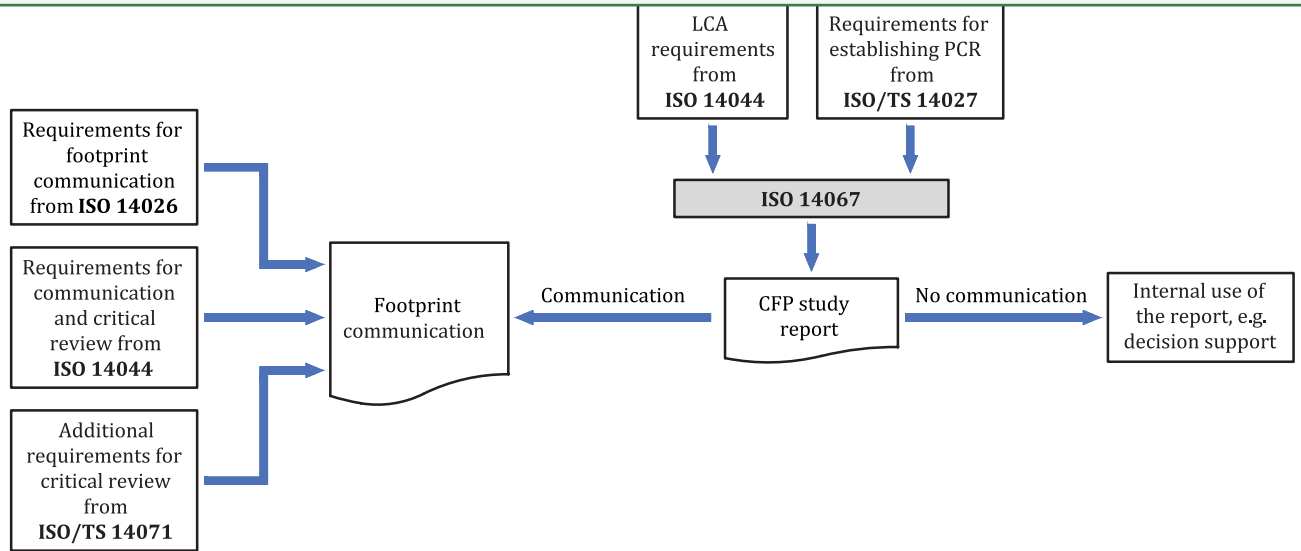 LCA
requirements
from
ISO 14044
Requirements for
establishing PCR
from
ISO/TS 14027
Requirements for
footprint
communication
from ISO 14026
ISO 14067
Requirements for
communication
and critical
review from
ISO 14044
Footprint
communication
Communication
CFP study
report
No communication
Internal use of
the report, e.g.
decision support
Additional
requirements for
critical review
from
ISO/TS 14071